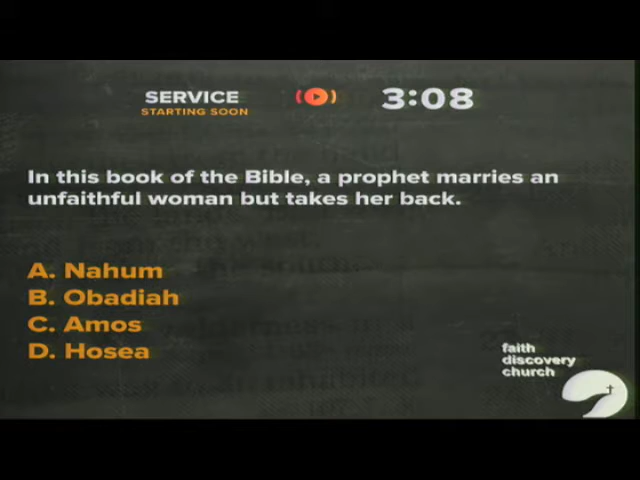 SERVICE
STARTING SOON
3:08
In this book of the Bible, a prophet marries an
unfaithful woman but takes her back.
A. Nahum
B. Obadiah
C. Amos
D. Hosea
faith
discovery
church